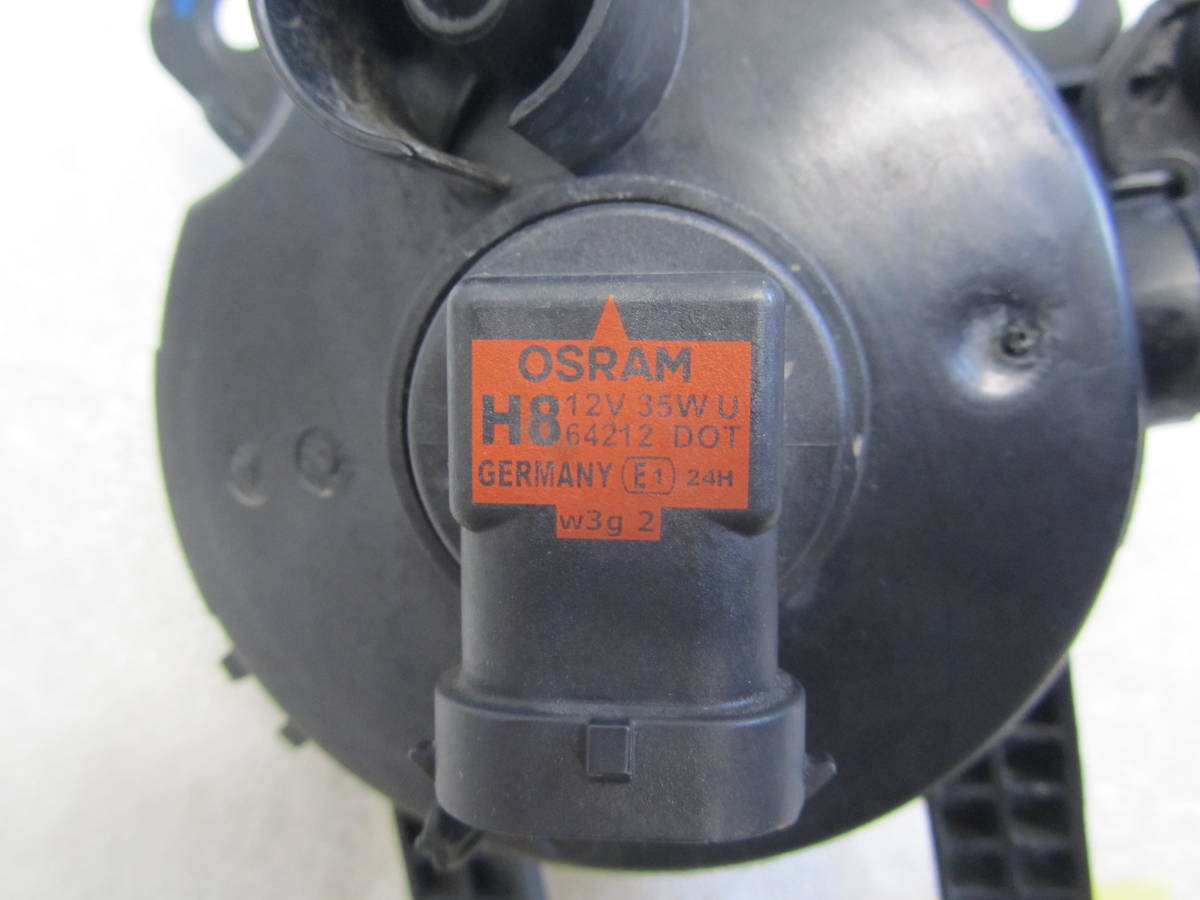 OSRAM
H8 12V 35W U
64212 DOT
GERMANY E1 24H
w3g 2